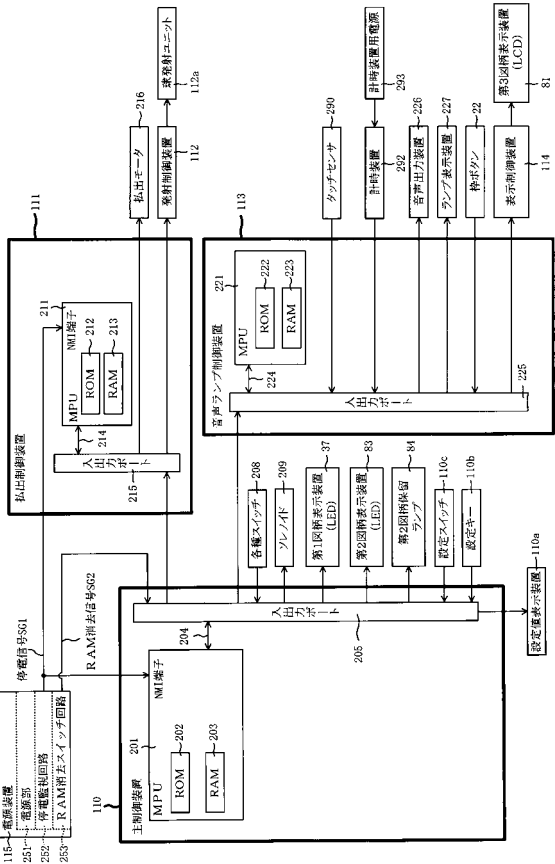 115
電源装置
251
電源部
252
停電監視回路
253
RAM消去スイッチ回路
停電信号SG1
RAM消去信号SG2
111
払出制御装置
211
NMI端子
MPU
ROM
212
RAM
213
214
入出力ポート
215
払出モータ
216
発射制御装置
112
球発射ユニット
112a
110
主制御装置
201
NMI端子
MPU
ROM
202
RAM
203
204
入出力ポート
205
各種スイッチ
208
ソレノイド
209
第1図柄表示装置
(LED)
37
第2図柄表示装置
(LED)
83
第2図柄保留
ランプ
84
設定スイッチ
110c
設定キー
110b
設定値表示装置
110a
113
音声ランプ制御装置
221
MPU
ROM
222
RAM
223
224
入出力ポート
225
タッチセンサ
290
計時装置用電源
293
計時装置
292
音声出力装置
226
ランプ表示装置
227
枠ボタン
22
表示制御装置
114
第3図柄表示装置
(LCD)
81